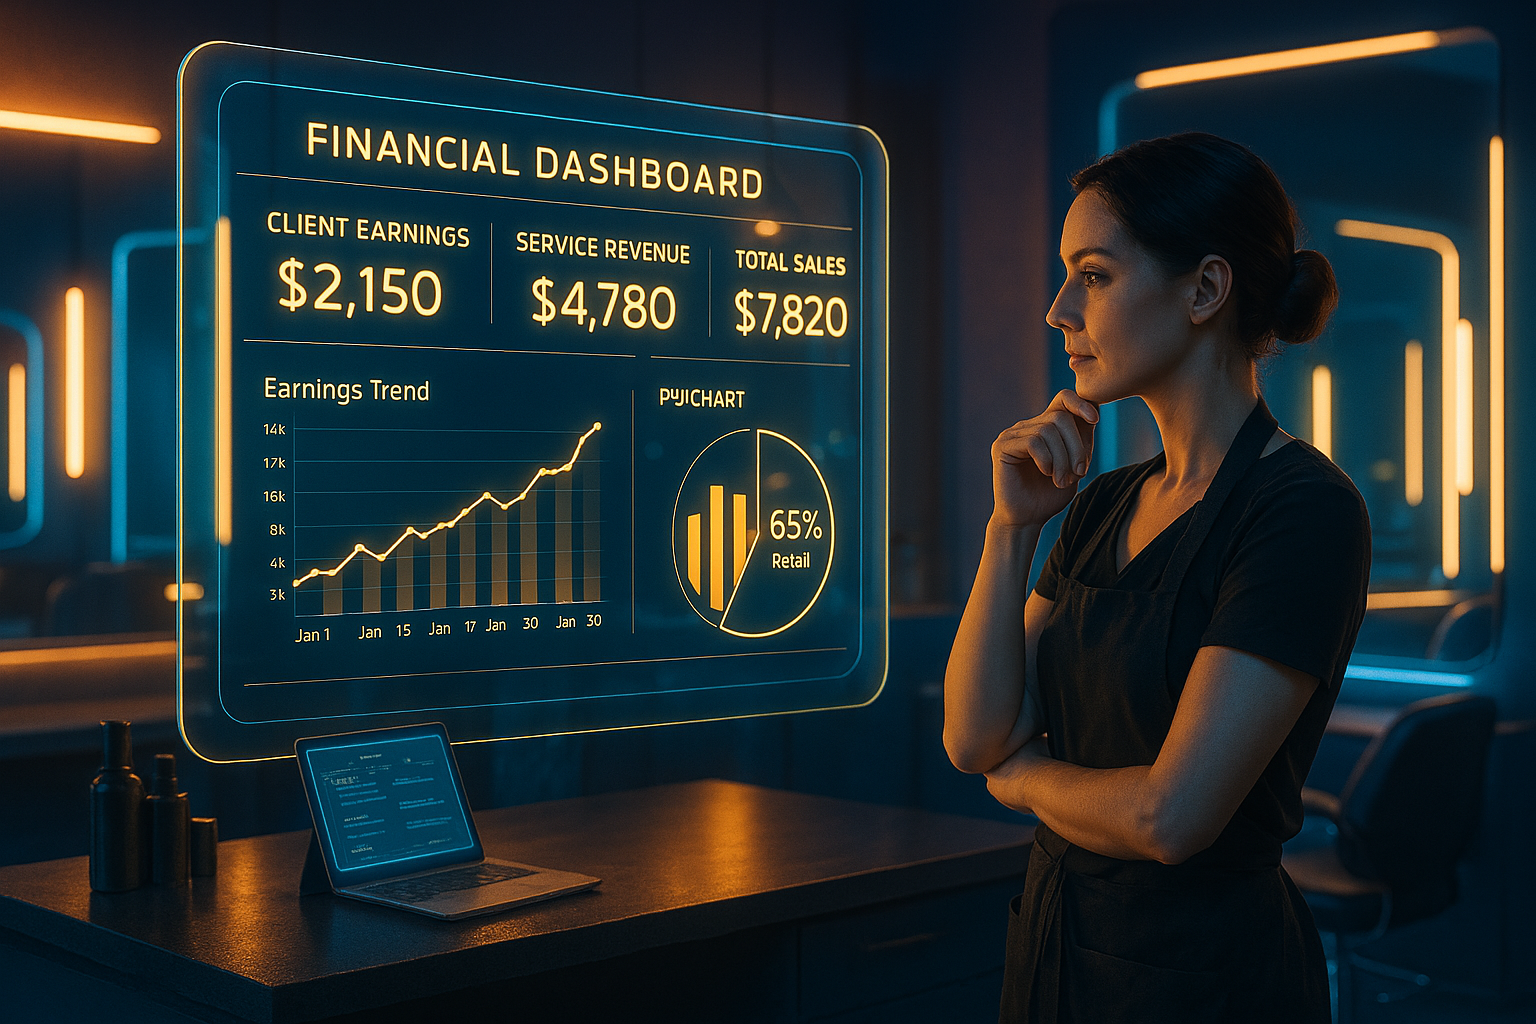 FINANCIAL DASHBOARD
CLIENT EARNINGS
$2,150
SERVICE REVENUE
$4,780
TOTAL SALES
$7,820
Earnings Trend
14k
17k
16k
8k
4k
3k
Jan 1 Jan 15 Jan 17 Jan 30 Jan 30
65%
Retail